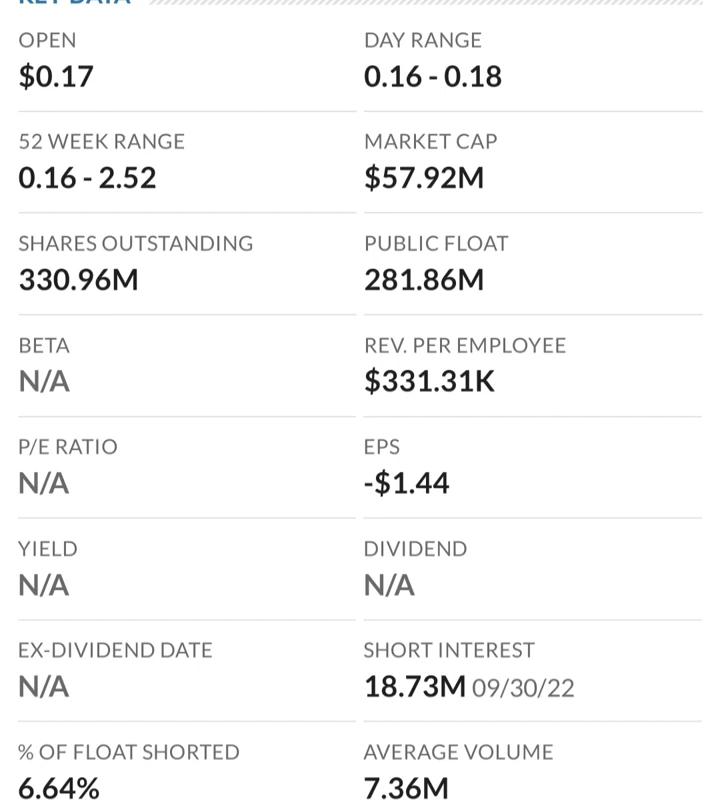 KEY DATA
OPEN
$0.17
DAY RANGE
0.16 - 0.18
52 WEEK RANGE
0.16 - 2.52
MARKET CAP
$57.92M
SHARES OUTSTANDING
330.96M
PUBLIC FLOAT
281.86M
BETA
N/A
REV. PER EMPLOYEE
$331.31K
P/E RATIO
N/A
EPS
-$1.44
YIELD
N/A
DIVIDEND
N/A
EX-DIVIDEND DATE
N/A
SHORT INTEREST
18.73M 09/30/22
% OF FLOAT SHORTED
6.64%
AVERAGE VOLUME
7.36M